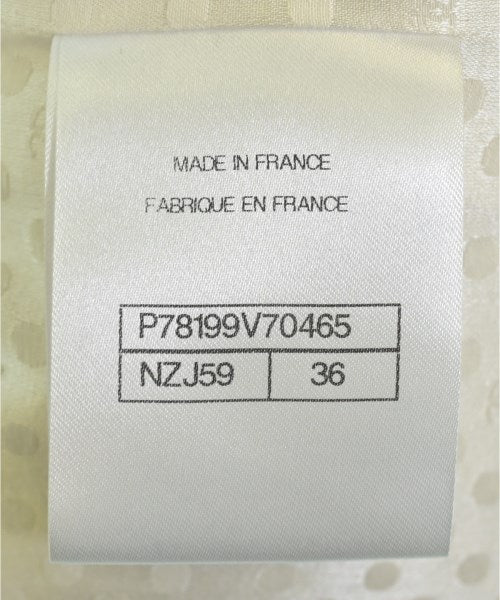 MADE IN FRANCE
FABRIQUE EN FRANCE
P78199V70465
NZJ59 36